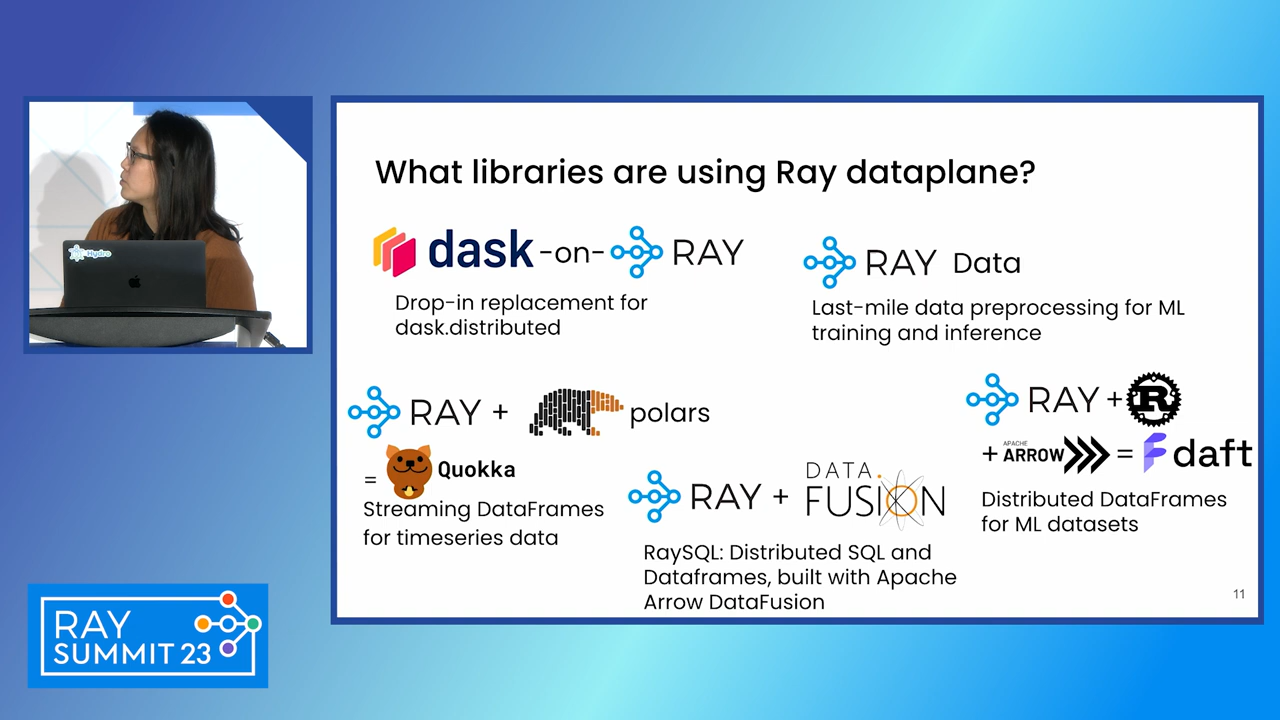 What libraries are using Ray dataplane?
dask -on- RAY
Drop-in replacement for
dask.distributed
RAY Data
Last-mile data preprocessing for ML
training and inference
RAY + polars
= Quokka
Streaming DataFrames
for timeseries data
RAY + DATA
FUSION
RaySQL: Distributed SQL and
Dataframes, built with Apache
Arrow DataFusion
RAY + R
+ APACHE ARROW = daft
Distributed DataFrames
for ML datasets
11
Hydro
RAY
SUMMIT 23